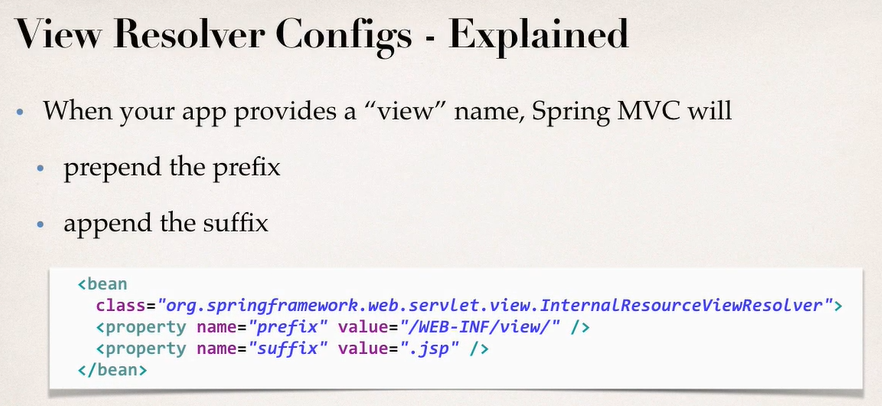 View Resolver Configs - Explained
• When your app provides a “view” name, Spring MVC will
• prepend the prefix
• append the suffix
<bean
class="org.springframework.web.servlet.view.InternalResourceViewResolver">
<property name="prefix" value="/WEB-INF/view/" />
<property name="suffix" value=".jsp" />
</bean>